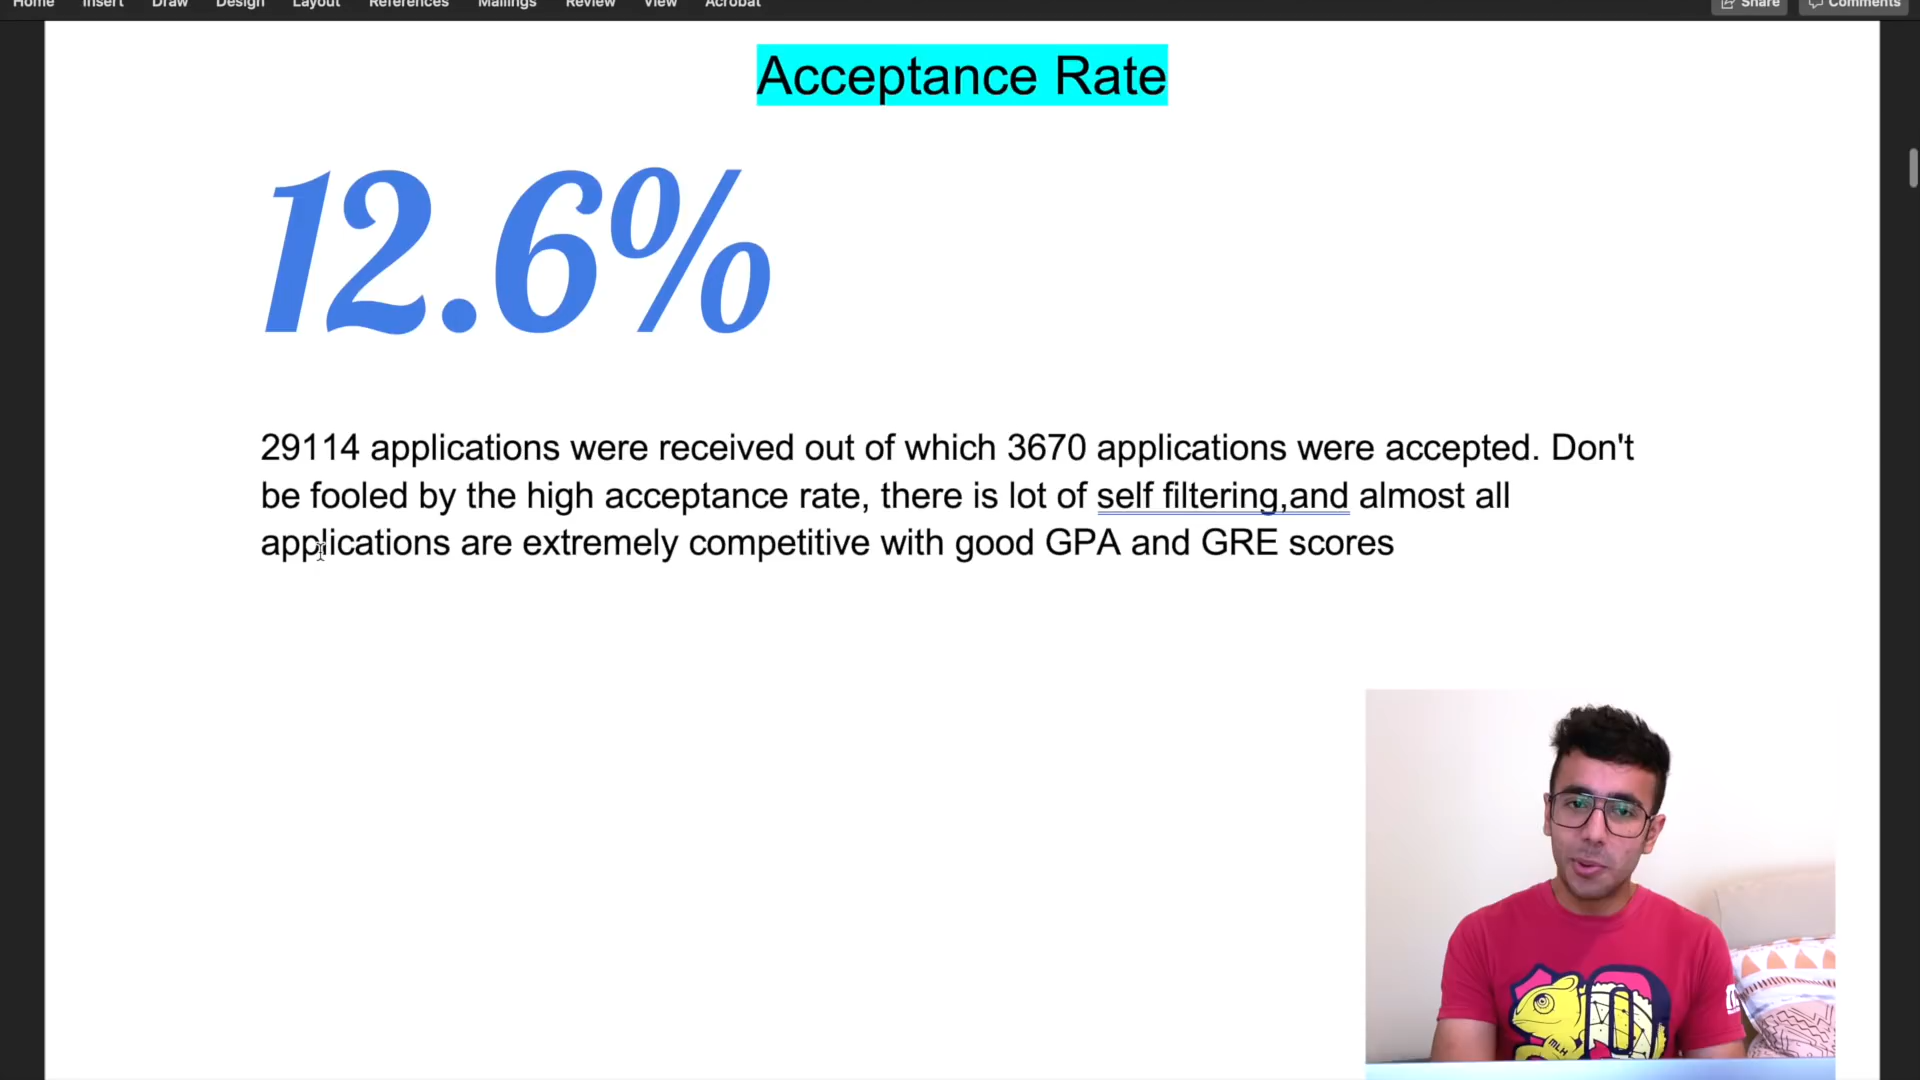 Home Insert Draw Design Layout References Mailings Review View Acrobat Share Comments
Acceptance Rate
12.6%
29114 applications were received out of which 3670 applications were accepted. Don't
be fooled by the high acceptance rate, there is lot of self filtering,and almost all
applications are extremely competitive with good GPA and GRE scores
MLH